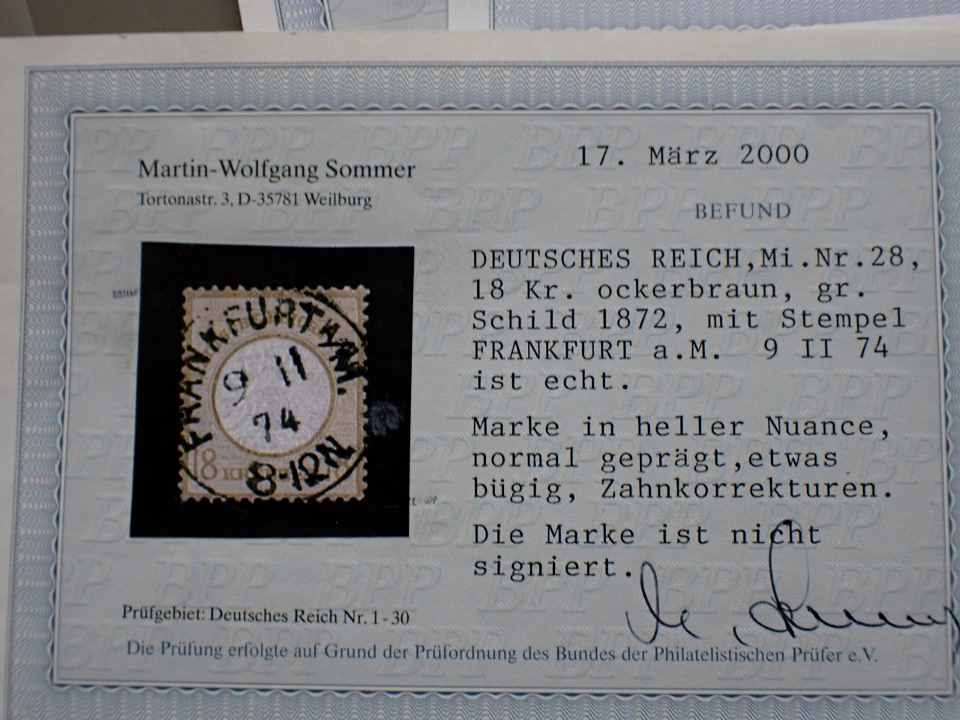 Martin-Wolfgang Sommer
Tortonastr. 3, D-35781 Weilburg
17. März 2000
BEFUND
DEUTSCHES REICH,Mi.Nr.28,
18 Kr. ockerbraun, gr.
Schild 1872, mit Stempel
FRANKFURT a.M. 9 II 74
ist echt.
Marke in heller Nuance,
normal geprägt,etwas
bügig, Zahnkorrekturen.
Die Marke ist nicht
signiert.
FRANKFURT A/M.
9 11
74
8-12N
18 KR
Prüfgebiet: Deutsches Reich Nr. 1-30
Die Prüfung erfolgte auf Grund der Prüfordnung des Bundes der Philatelistischen Prüfer e.V.
BPP